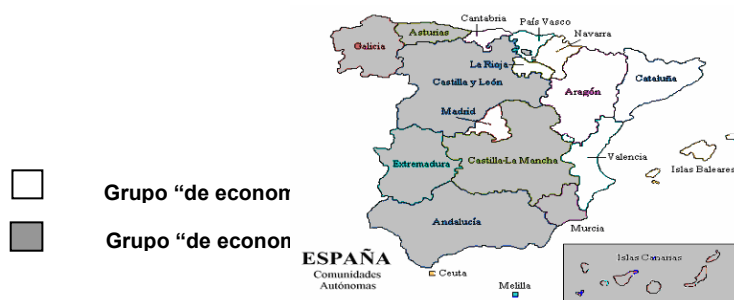 Cantabria
País Vasco
Navarra
Asturias
Galicia
La Rioja
Castilla y León
Cataluña
Aragón
Madrid
Valencia
Extremadura
Castilla-La Mancha
Islas Baleares
Grupo “de econom
Andalucía
Murcia
Grupo “de econom
ESPAÑA
Comunidades
Autónomas
Islas Canarias
Ceuta
Melilla